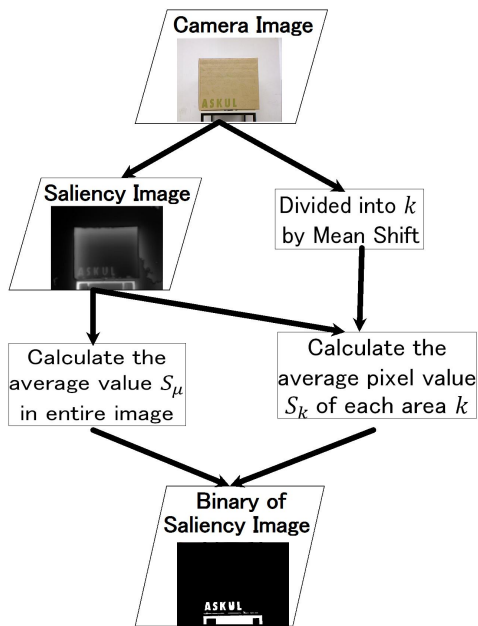 Camera Image
ASKUL
Saliency Image
ASKUL
Divided into k
by Mean Shift
Calculate the
average value Sμ
in entire image
Calculate the
average pixel value
Sk of each area k
Binary of
Saliency Image
ASKUL